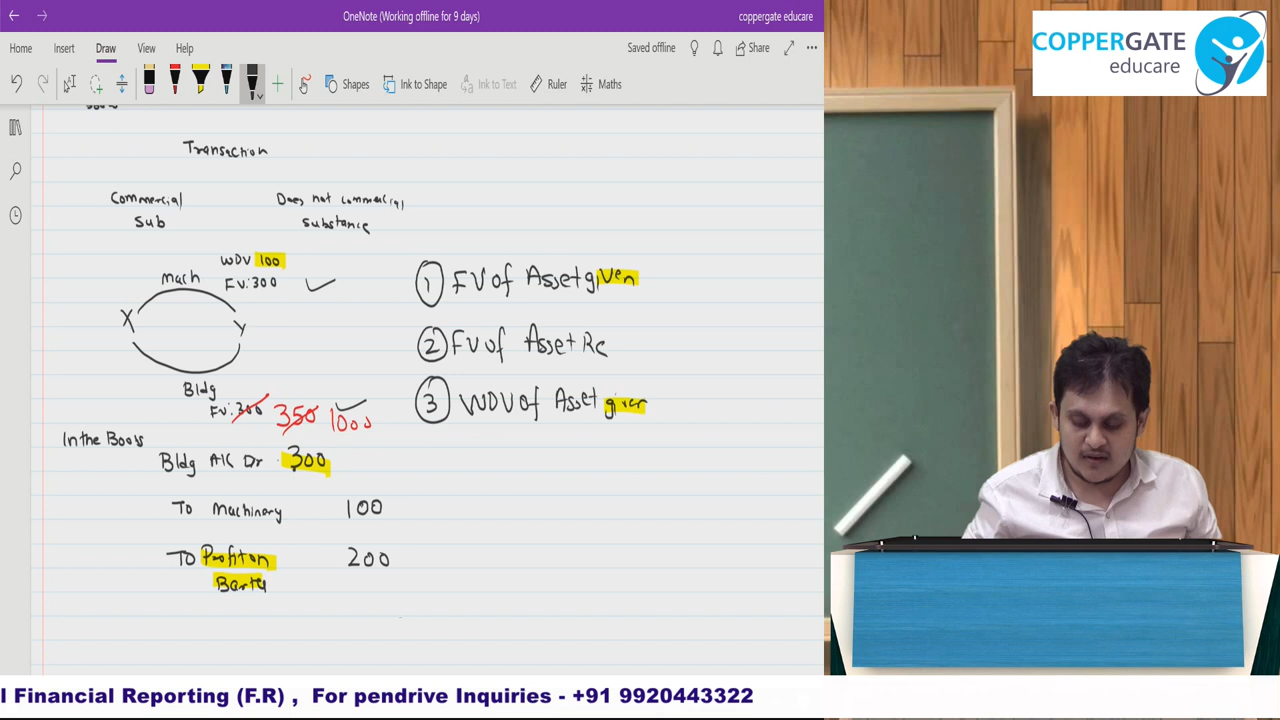 OneNote (Working offline for 9 days)
coppergate educare
Home Insert Draw View Help
Saved offline Share
Shapes Ink to Shape Ink to Text Ruler Maths
COPPERGATE
educare
Transaction
Commercial
Sub
Does not commercial
substance
WDV 100
Mach
Fv:300
X
Y
Bldg
Fv:300 350 1000
1 FV of Asset given
2 FV of Asset Rc
3 WDV of Asset given
In the Books
Bldg A/C Dr 300
To Machinery 100
To Profit on 200
Barter
l Financial Reporting (F.R) , For pendrive Inquiries - +91 9920443322